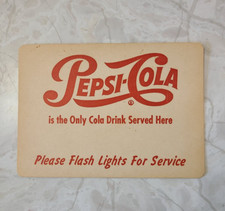 PEPSI-COLA
is the Only Cola Drink Served Here
Please Flash Lights For Service